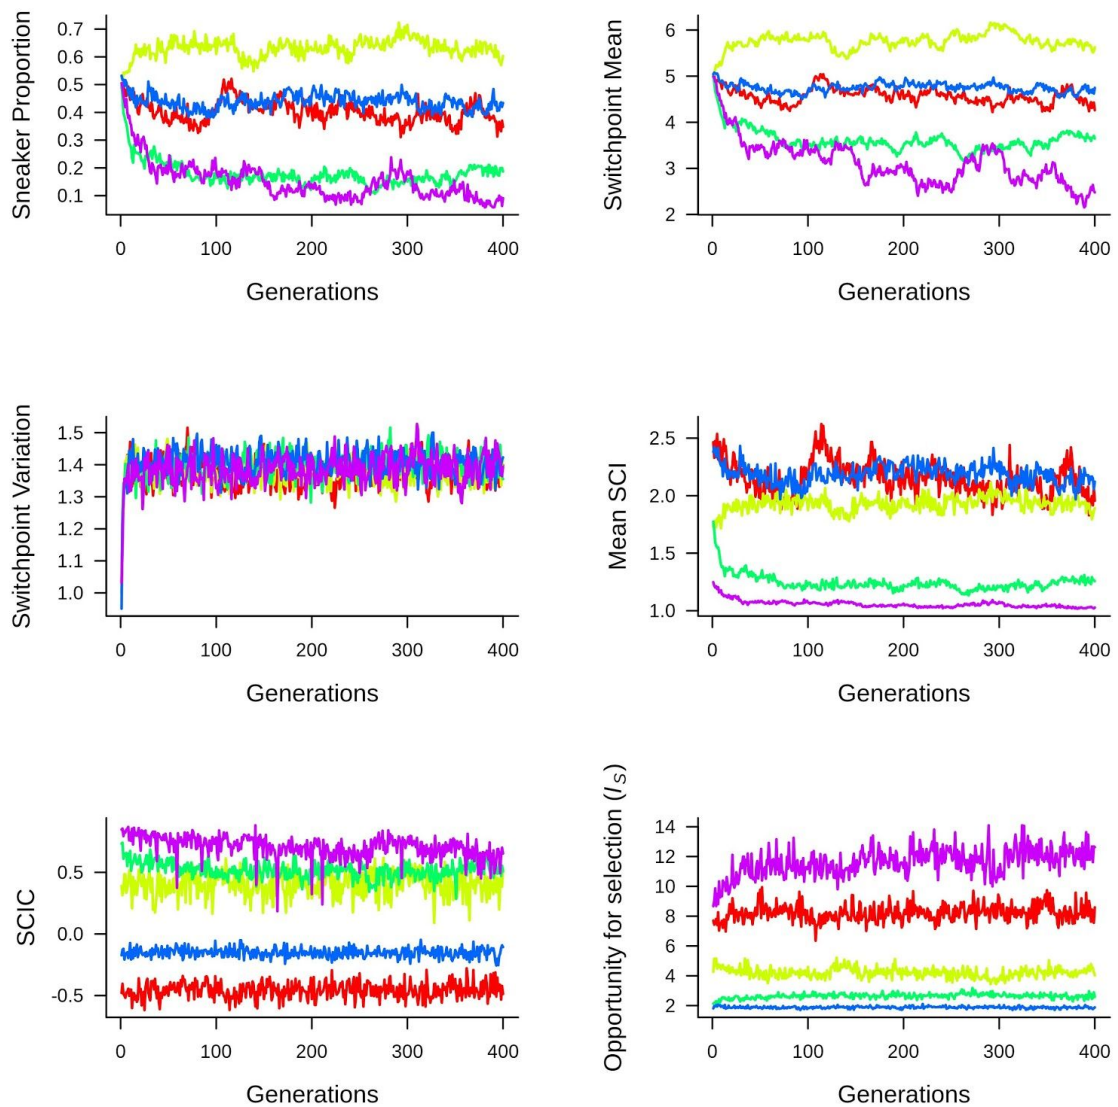 Sneaker Proportion
0.7
0.6
0.5
0.4
0.3
0.2
0.1
0 100 200 300 400
Generations
Switchpoint Mean
6
5
4
3
2
0 100 200 300 400
Generations
Switchpoint Variation
1.5
1.4
1.3
1.2
1.1
1.0
0 100 200 300 400
Generations
Mean SCI
2.5
2.0
1.5
1.0
0 100 200 300 400
Generations
SCIC
0.5
0.0
-0.5
0 100 200 300 400
Generations
Opportunity for selection (I S)
14
12
10
8
6
4
2
0 100 200 300 400
Generations